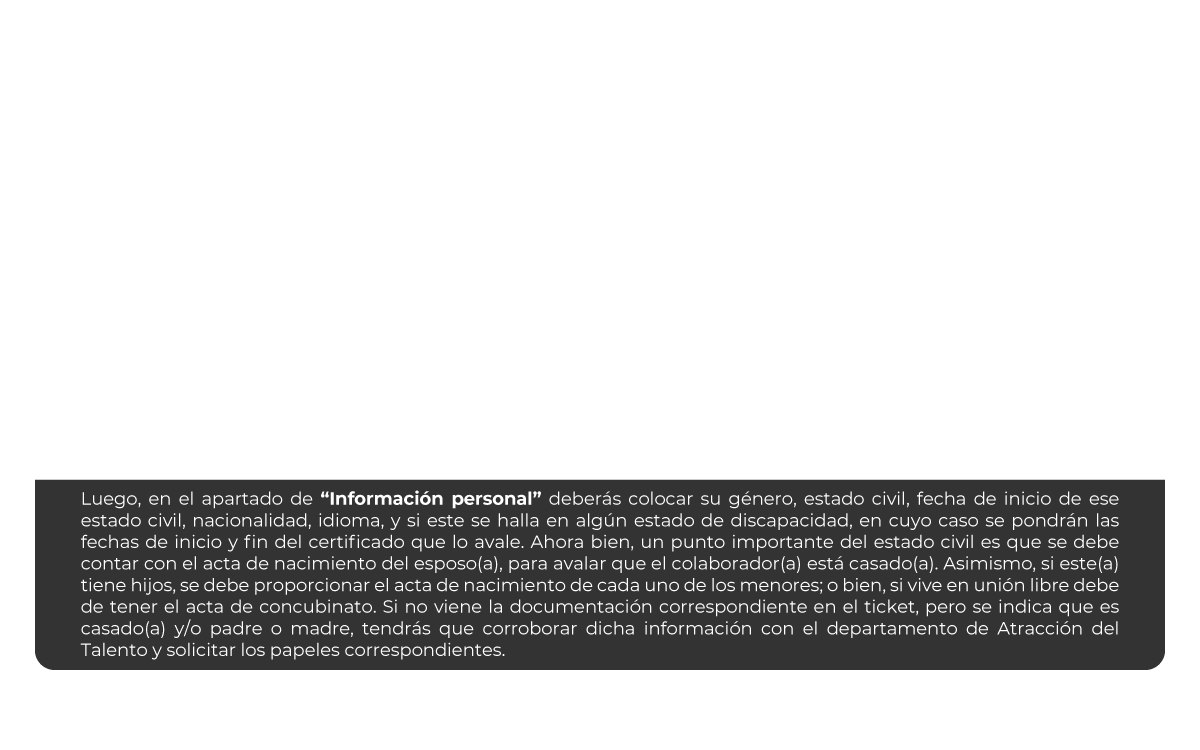 Luego, en el apartado de “Información personal” deberás colocar su género, estado civil, fecha de inicio de ese
estado civil, nacionalidad, idioma, y si este se halla en algún estado de discapacidad, en cuyo caso se pondrán las
fechas de inicio y fin del certificado que lo avale. Ahora bien, un punto importante del estado civil es que se debe
contar con el acta de nacimiento del esposo(a), para avalar que el colaborador(a) está casado(a). Asimismo, si este(a)
tiene hijos, se debe proporcionar el acta de nacimiento de cada uno de los menores; o bien, si vive en unión libre debe
de tener el acta de concubinato. Si no viene la documentación correspondiente en el ticket, pero se indica que es
casado(a) y/o padre o madre, tendrás que corroborar dicha información con el departamento de Atracción del
Talento y solicitar los papeles correspondientes.